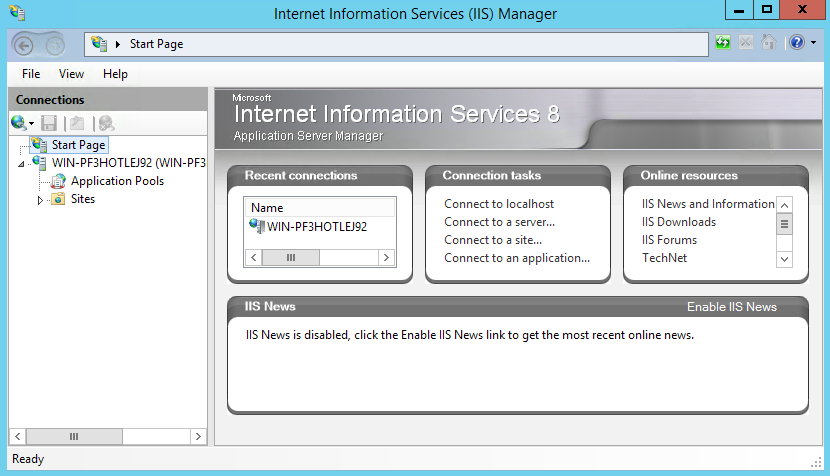 Internet Information Services (IIS) Manager
Start Page
File View Help
Connections
Start Page
WIN-PF3HOTLEJ92 (WIN-PF3
Application Pools
Sites
Microsoft
Internet Information Services 8
Application Server Manager
Recent connections
Name
WIN-PF3HOTLEJ92
Connection tasks
Connect to localhost
Connect to a server...
Connect to a site...
Connect to an application...
Online resources
IIS News and Information
IIS Downloads
IIS Forums
TechNet
IIS News
Enable IIS News
IIS News is disabled, click the Enable IIS News link to get the most recent online news.
Ready